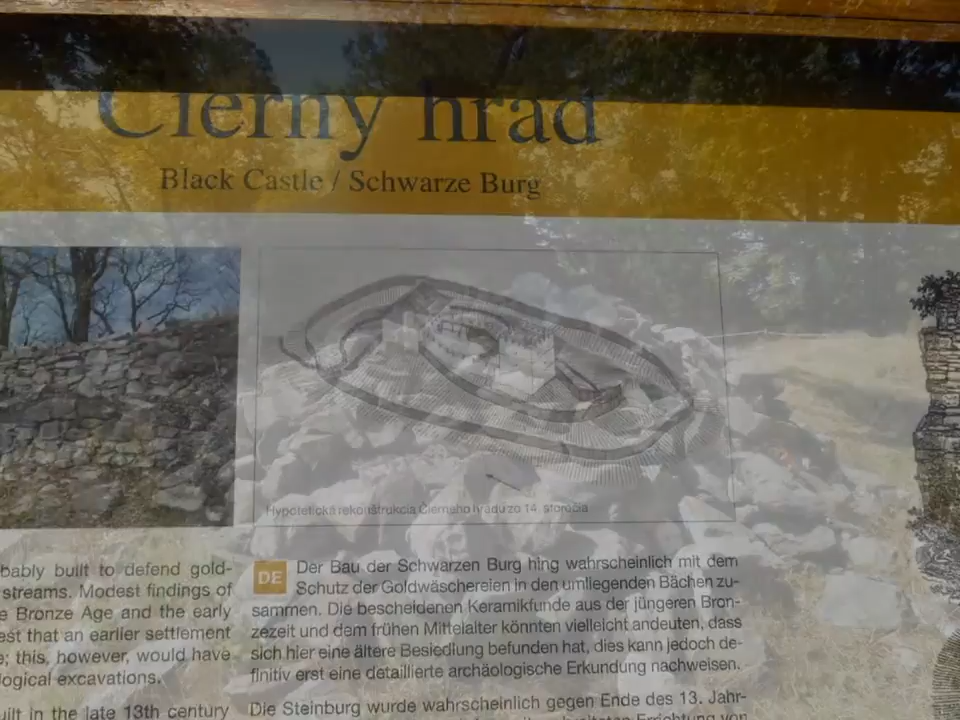 Čierny hrad
Black Castle / Schwarze Burg
Hypotetická rekonštrukcia Čierneho hradu zo 14. storočia
bably built to defend gold-
streams. Modest findings of
e Bronze Age and the early
est that an earlier settlement
e; this, however, would have
logical excavations.
uilt in the late 13th century
DE
Der Bau der Schwarzen Burg hing wahrscheinlich mit dem
Schutz der Goldwäschereien in den umliegenden Bächen zu-
sammen. Die bescheidenen Keramikfunde aus der jüngeren Bron-
zezeit und dem frühen Mittelalter könnten vielleicht andeuten, dass
sich hier eine ältere Besiedlung befunden hat, dies kann jedoch de-
finitiv erst eine detaillierte archäologische Erkundung nachweisen.
Die Steinburg wurde wahrscheinlich gegen Ende des 13. Jahr-
Errichtung von